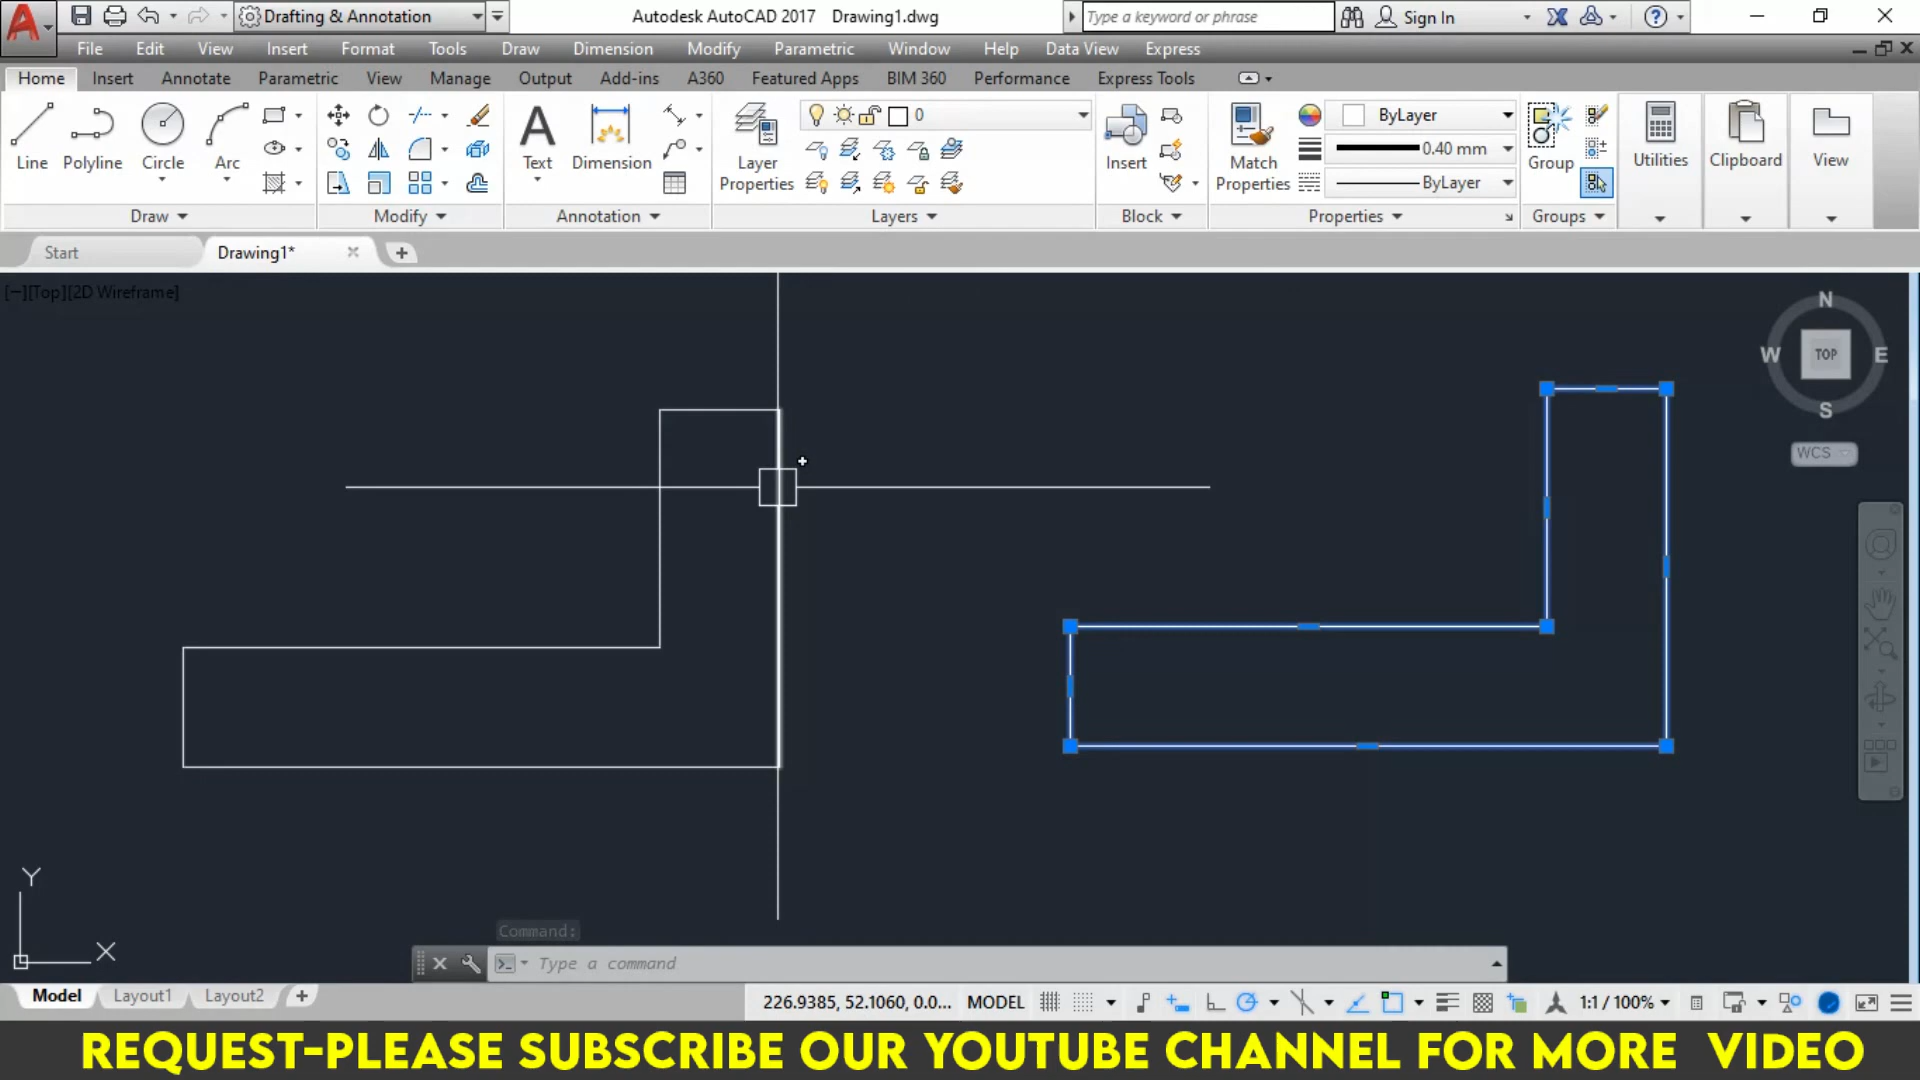 Drafting & Annotation
Autodesk AutoCAD 2017 Drawing1.dwg
Type a keyword or phrase
Sign In
File Edit View Insert Format Tools Draw Dimension Modify Parametric Window Help Data View Express
Home Insert Annotate Parametric View Manage Output Add-ins A360 Featured Apps BIM 360 Performance Express Tools
0
ByLayer
0.40 mm
ByLayer
Line Polyline Circle Arc
Text Dimension
Layer Properties
Insert
Match Properties
Group
Utilities Clipboard View
Draw Modify Annotation Layers Block Properties Groups
Start Drawing1*
[−][Top][2D Wireframe]
N
W TOP E
S
WCS
Y
X
Command:
Type a command
Model Layout1 Layout2
226.9385, 52.1060, 0.0... MODEL 1:1 / 100%
REQUEST-PLEASE SUBSCRIBE OUR YOUTUBE CHANNEL FOR MORE VIDEO